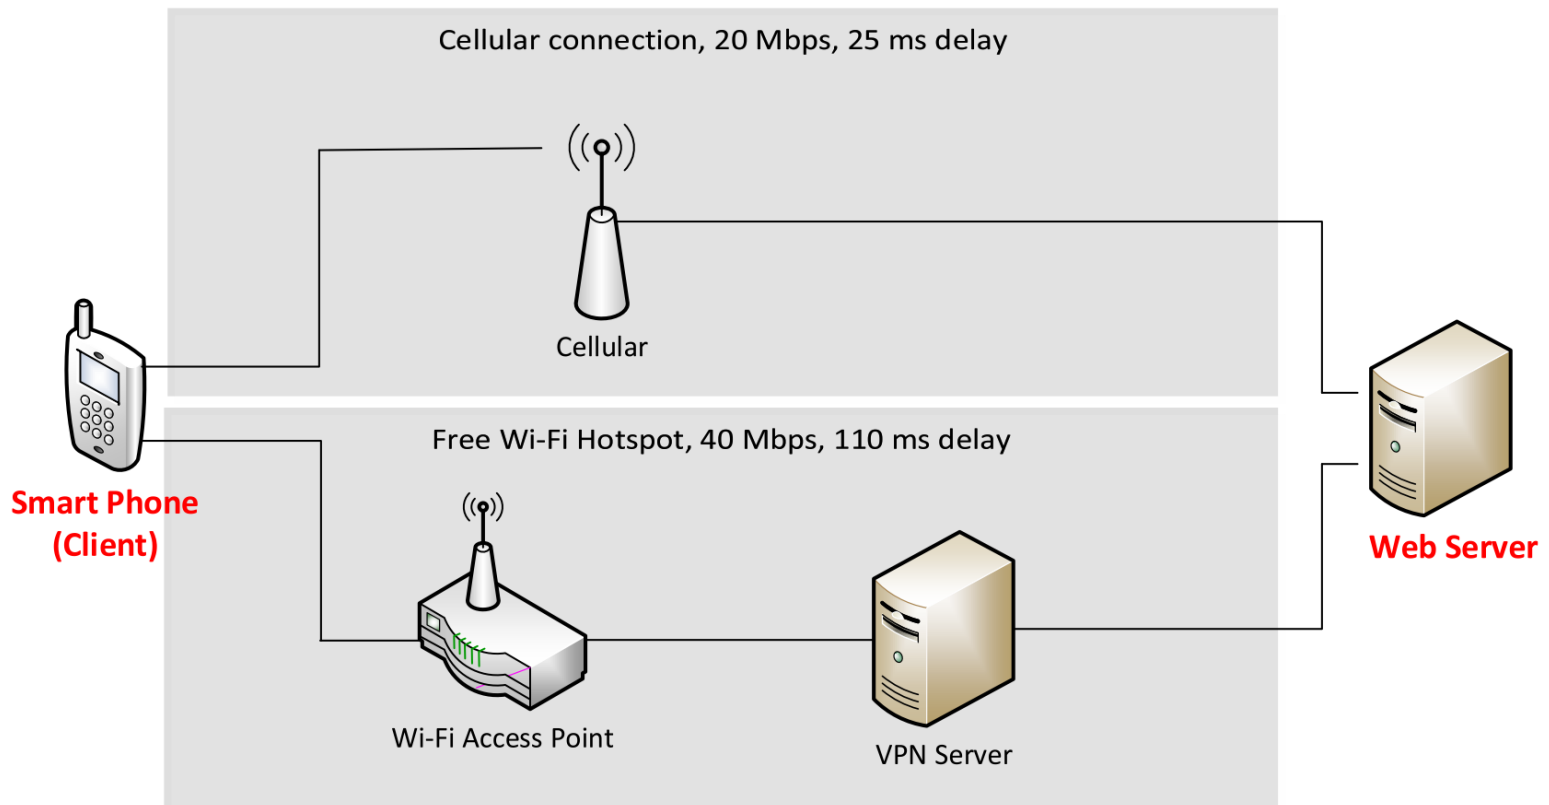 Cellular connection, 20 Mbps, 25 ms delay
Cellular
Free Wi-Fi Hotspot, 40 Mbps, 110 ms delay
Smart Phone
(Client)
Web Server
Wi-Fi Access Point
VPN Server